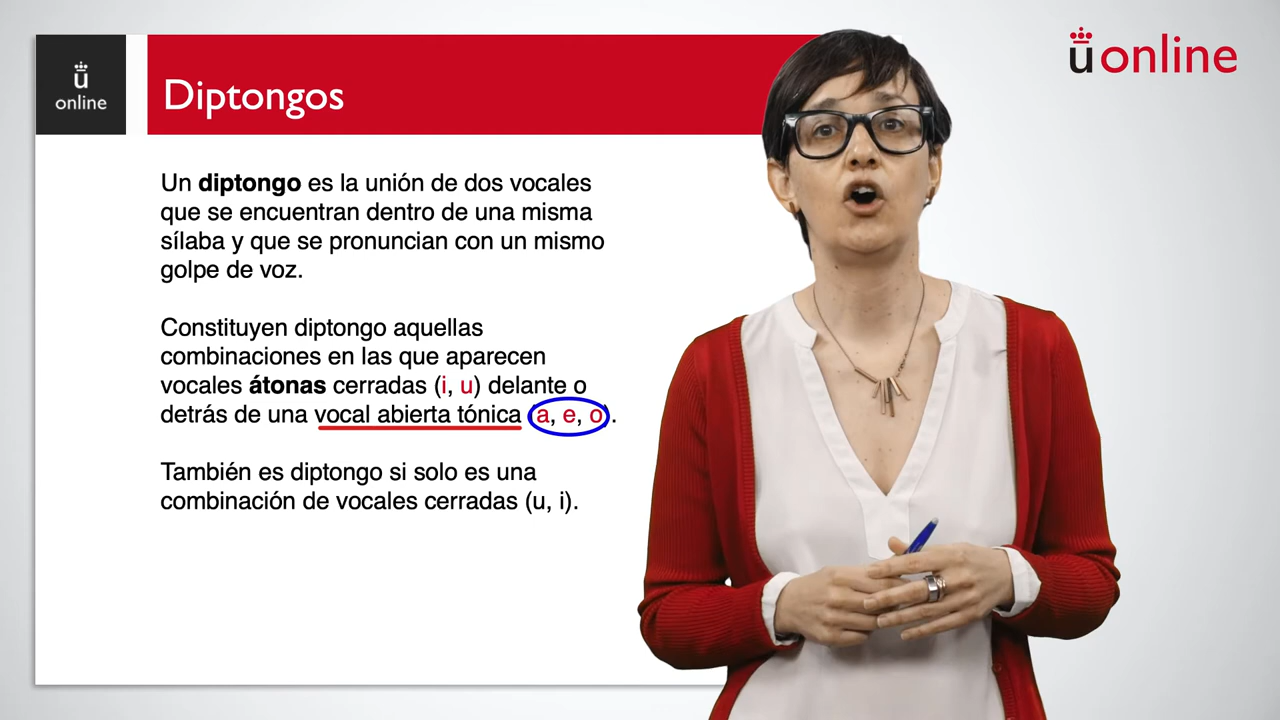 ü
online
Diptongos
ü online
Un diptongo es la unión de dos vocales
que se encuentran dentro de una misma
sílaba y que se pronuncian con un mismo
golpe de voz.
Constituyen diptongo aquellas
combinaciones en las que aparecen
vocales átonas cerradas (i, u) delante o
detrás de una vocal abierta tónica (a, e, o).
También es diptongo si solo es una
combinación de vocales cerradas (u, i).